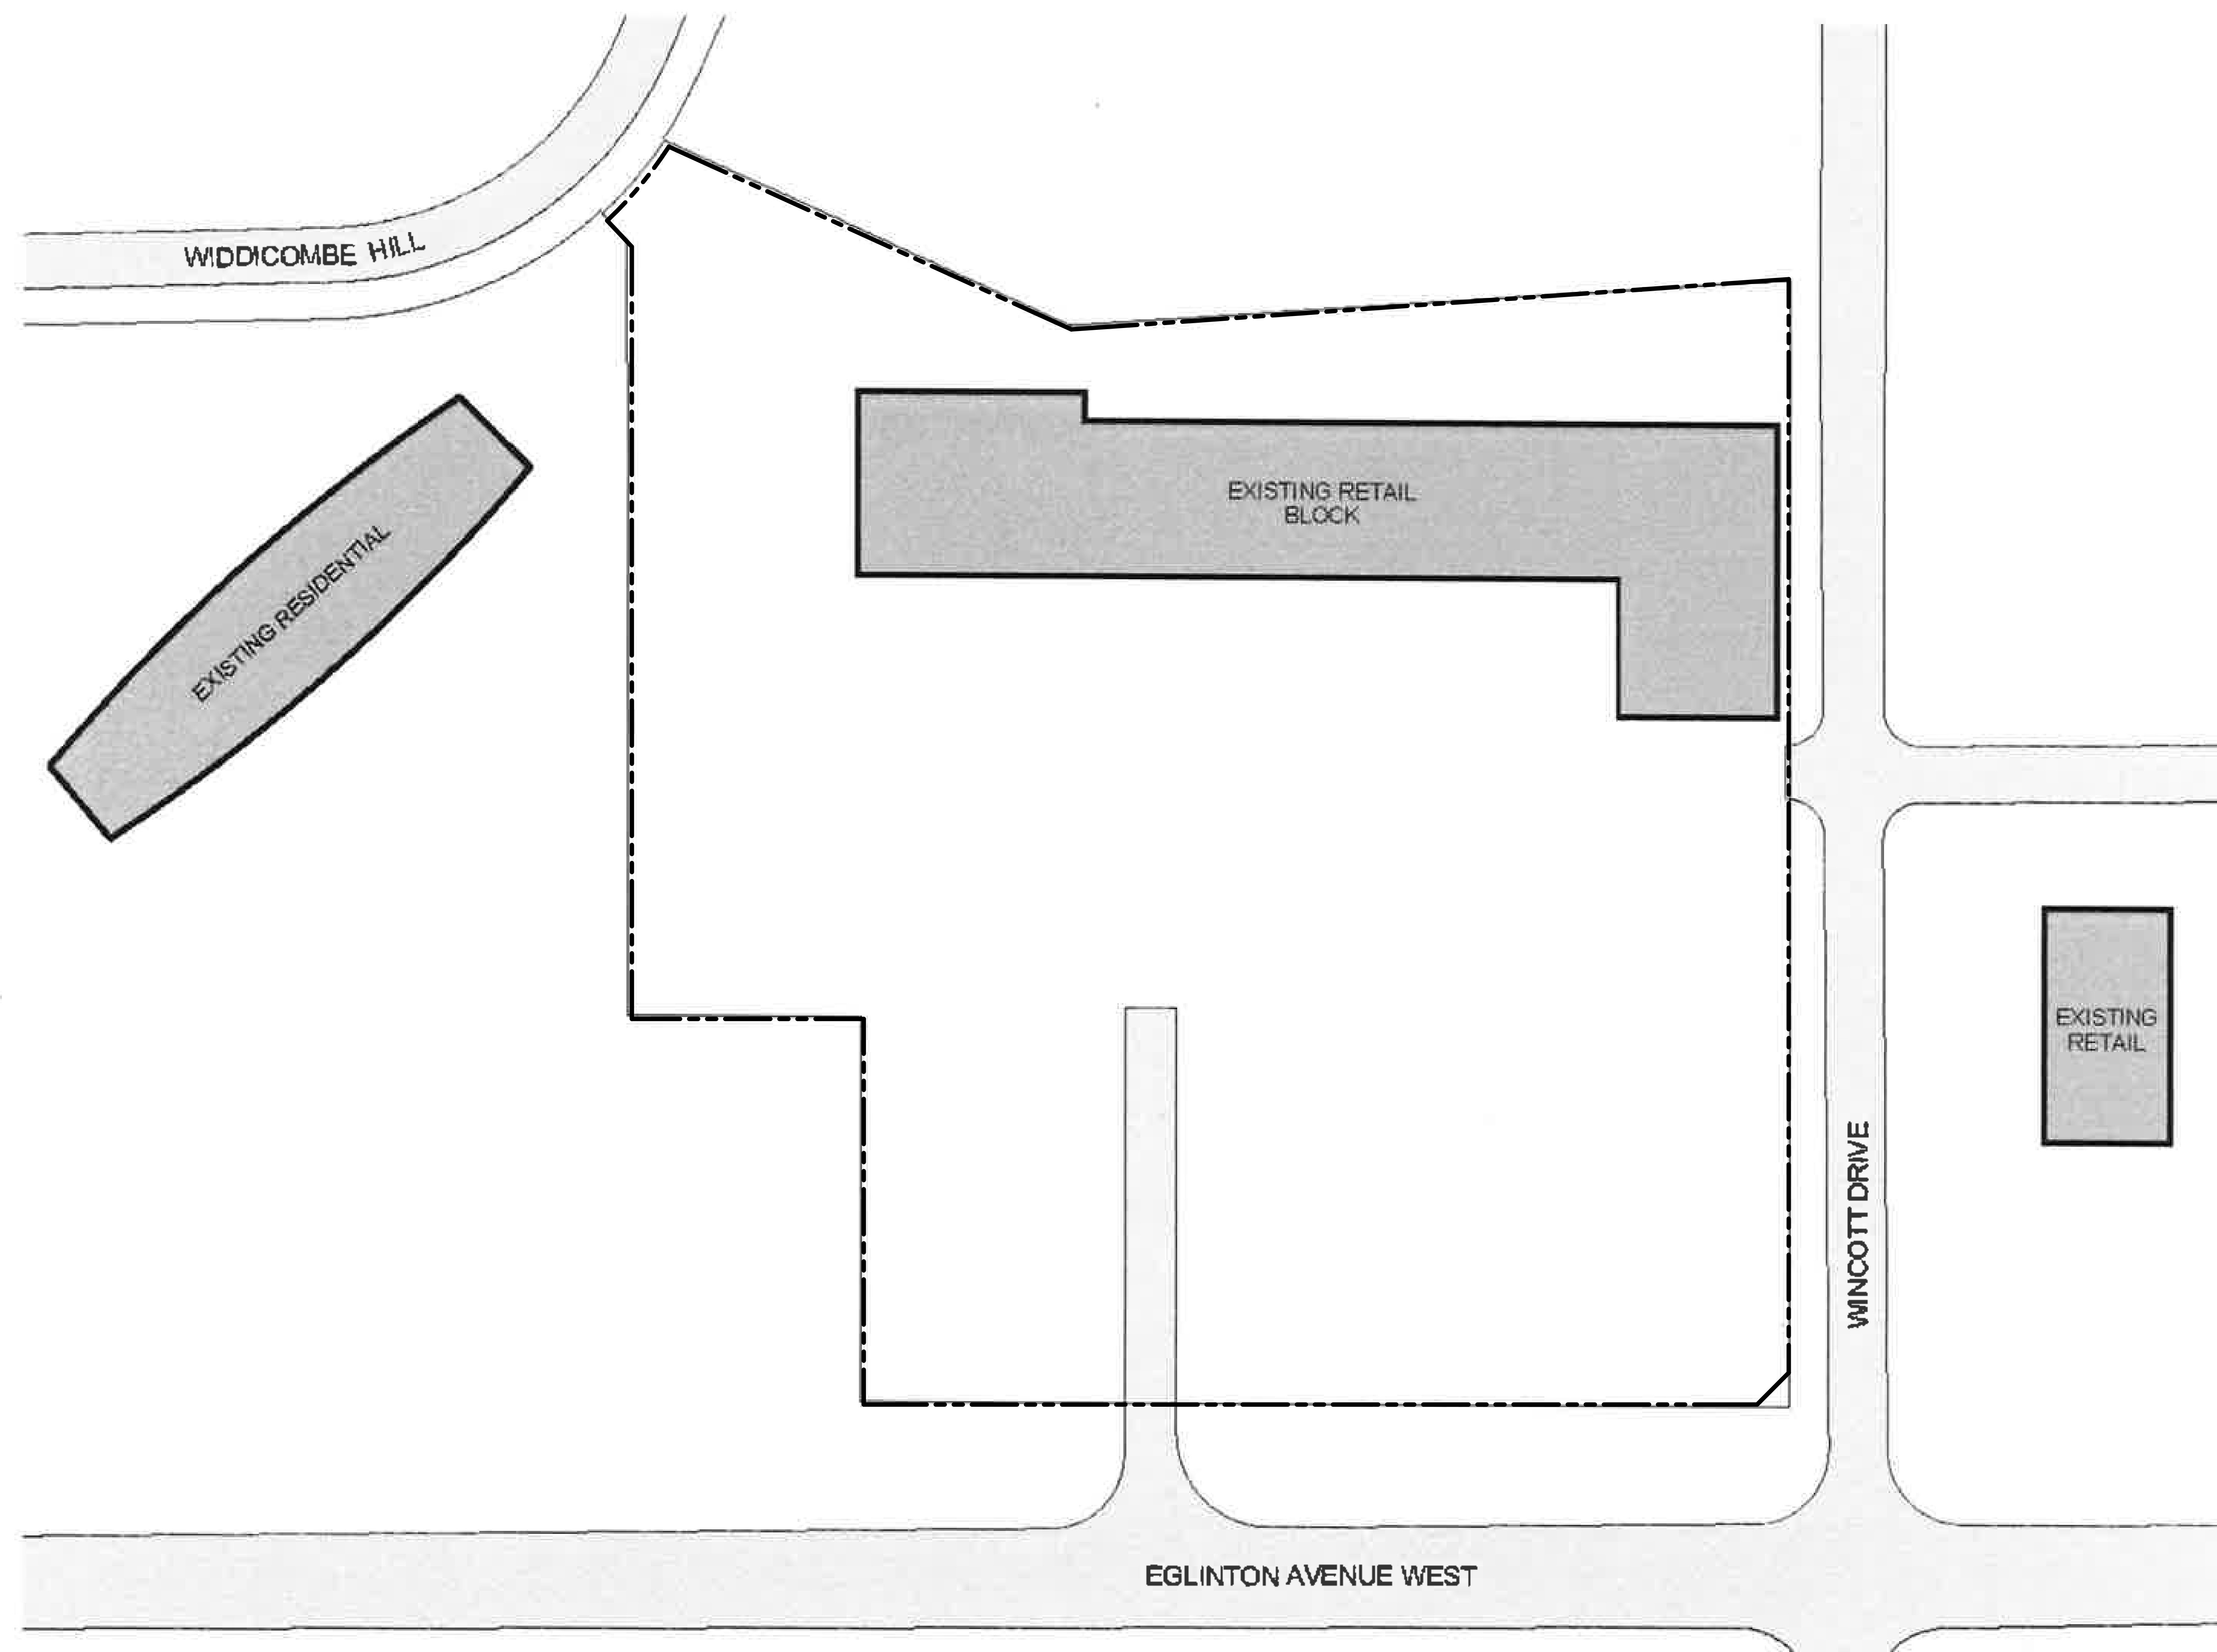 WIDDICOMBE HILL
EXISTING RETAIL
BLOCK
EXISTING RESIDENTIAL
EXISTING
RETAIL
WINCOTT DRIVE
EGLINTON AVENUE WEST